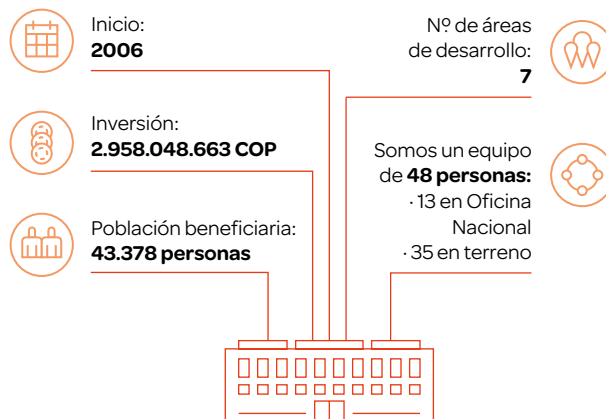 Inicio:
2006
Inversión:
2.958.048.663 COP
Población beneficiaria:
43.378 personas
Nº de áreas
de desarrollo:
7
Somos un equipo
de 48 personas:
· 13 en Oficina
Nacional
· 35 en terreno